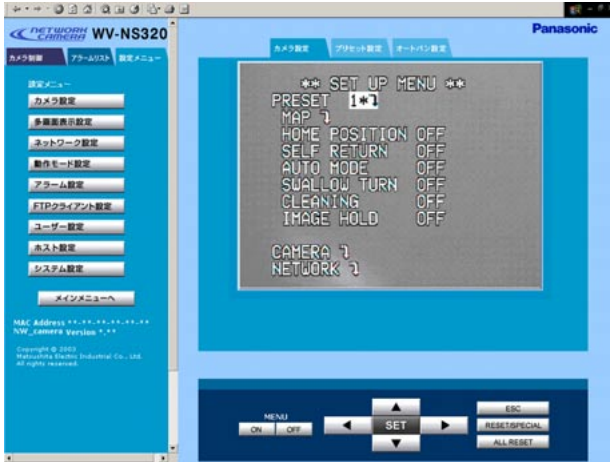 NETWORK CAMERA WV-NS320
Panasonic
カメラ制御 アラームリスト 設定メニュー
設定メニュー
カメラ設定
多画面表示設定
ネットワーク設定
動作モード設定
アラーム設定
FTPクライアント設定
ユーザー設定
ホスト設定
システム設定
メインメニューへ
MAC Address **-**-**-**-**-**
NW_camera Version *.**
Copyright © 2003
Matsushita Electric Industrial Co., Ltd.
All rights reserved.
カメラ設定 プリセット設定 オートパン設定
** SET UP MENU **
PRESET 1*↴
MAP ↴
HOME POSITION OFF
SELF RETURN OFF
AUTO MODE OFF
SWALLOW TURN OFF
CLEANING OFF
IMAGE HOLD OFF
CAMERA ↴
NETWORK ↴
MENU
ON OFF
◀ ▲ SET ▼ ▶
ESC
RESET/SPECIAL
ALL RESET